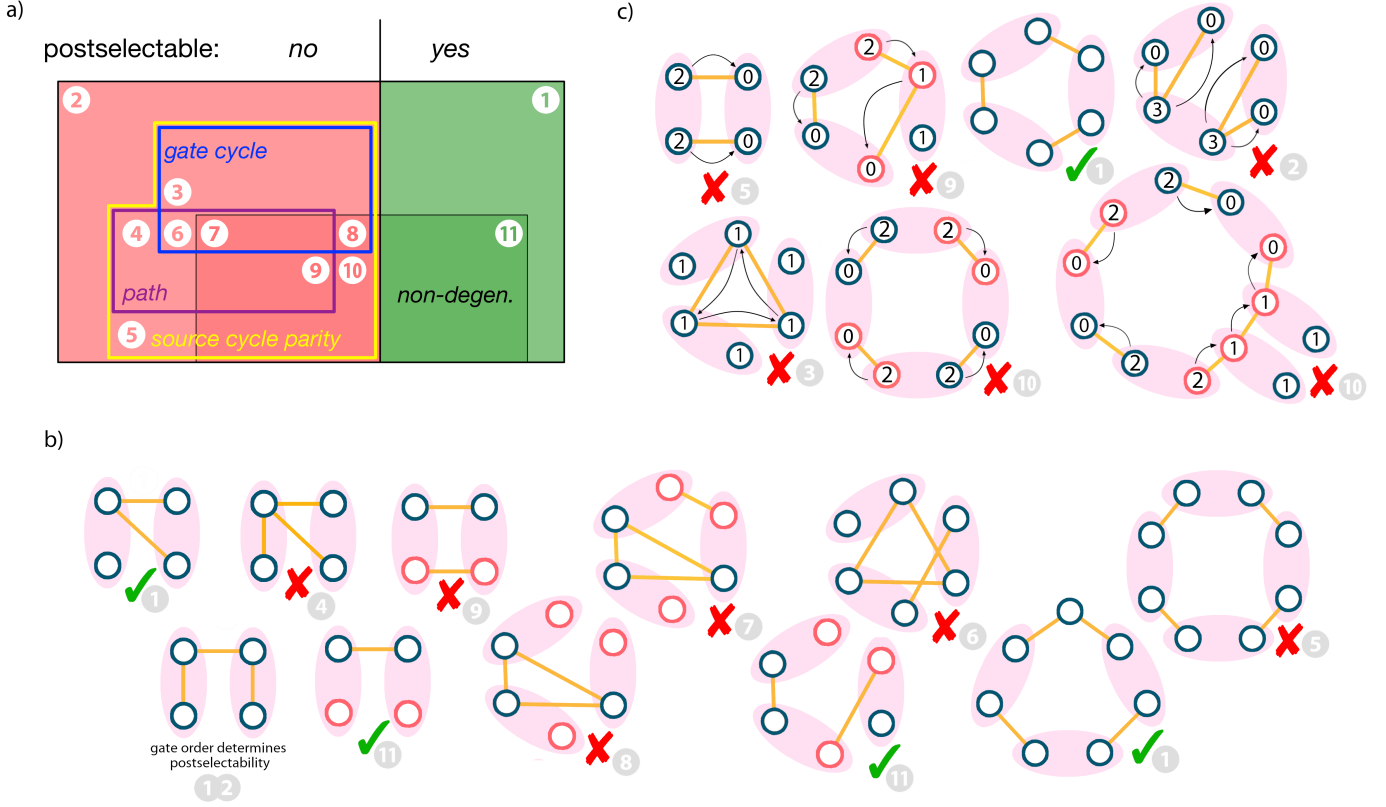 a)
postselectable: no yes
2 1
gate cycle
3
4 6 7 8 11
9 10
path non-degen.
5 source cycle parity
c)
2 0
2 0
5
2 1
2 0
0 1
9
1
0 0 0
3 3 0
2
1
1 1
1 1
1
3
2 2
0 0
0 0
2 2
10
2 0
2 0
0 1
0 1
2 1
2 1
10
b)
1 4 9 7 6 5
gate order determines
postselectability
1 2
11 8 11 1